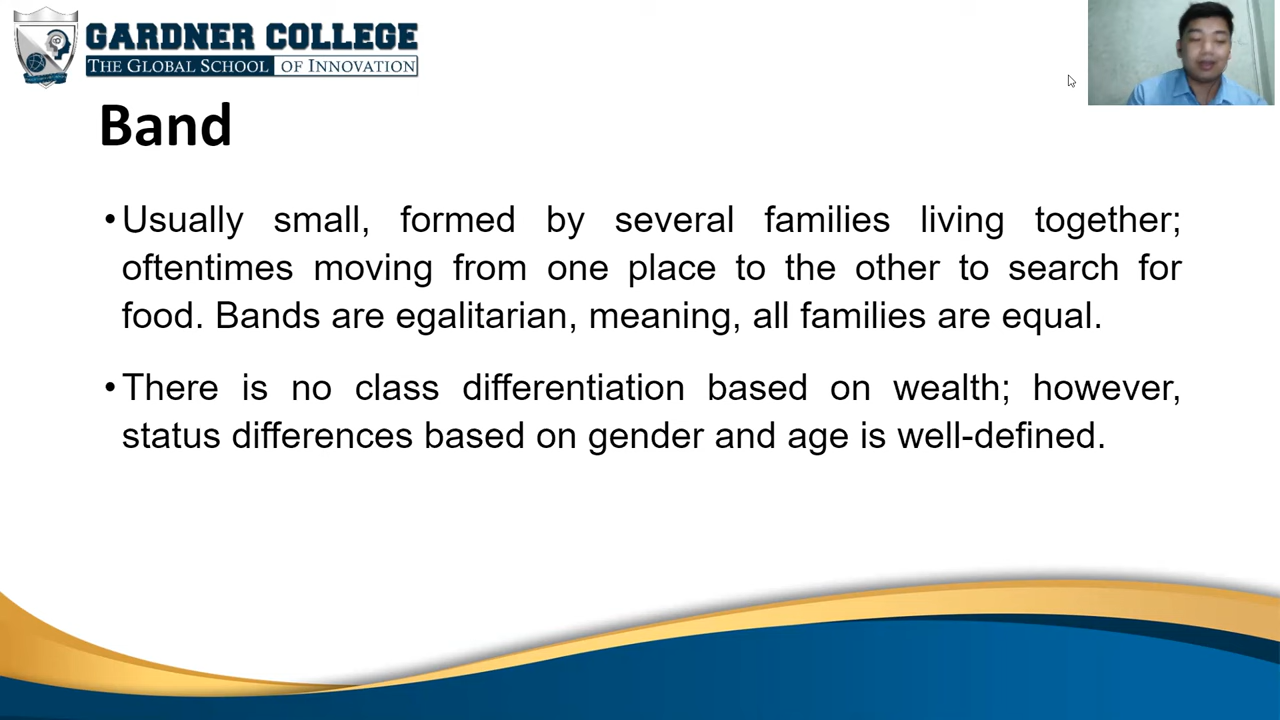 GARDNER COLLEGE
THE GLOBAL SCHOOL OF INNOVATION
Band
•Usually small, formed by several families living together;
oftentimes moving from one place to the other to search for
food. Bands are egalitarian, meaning, all families are equal.
•There is no class differentiation based on wealth; however,
status differences based on gender and age is well-defined.